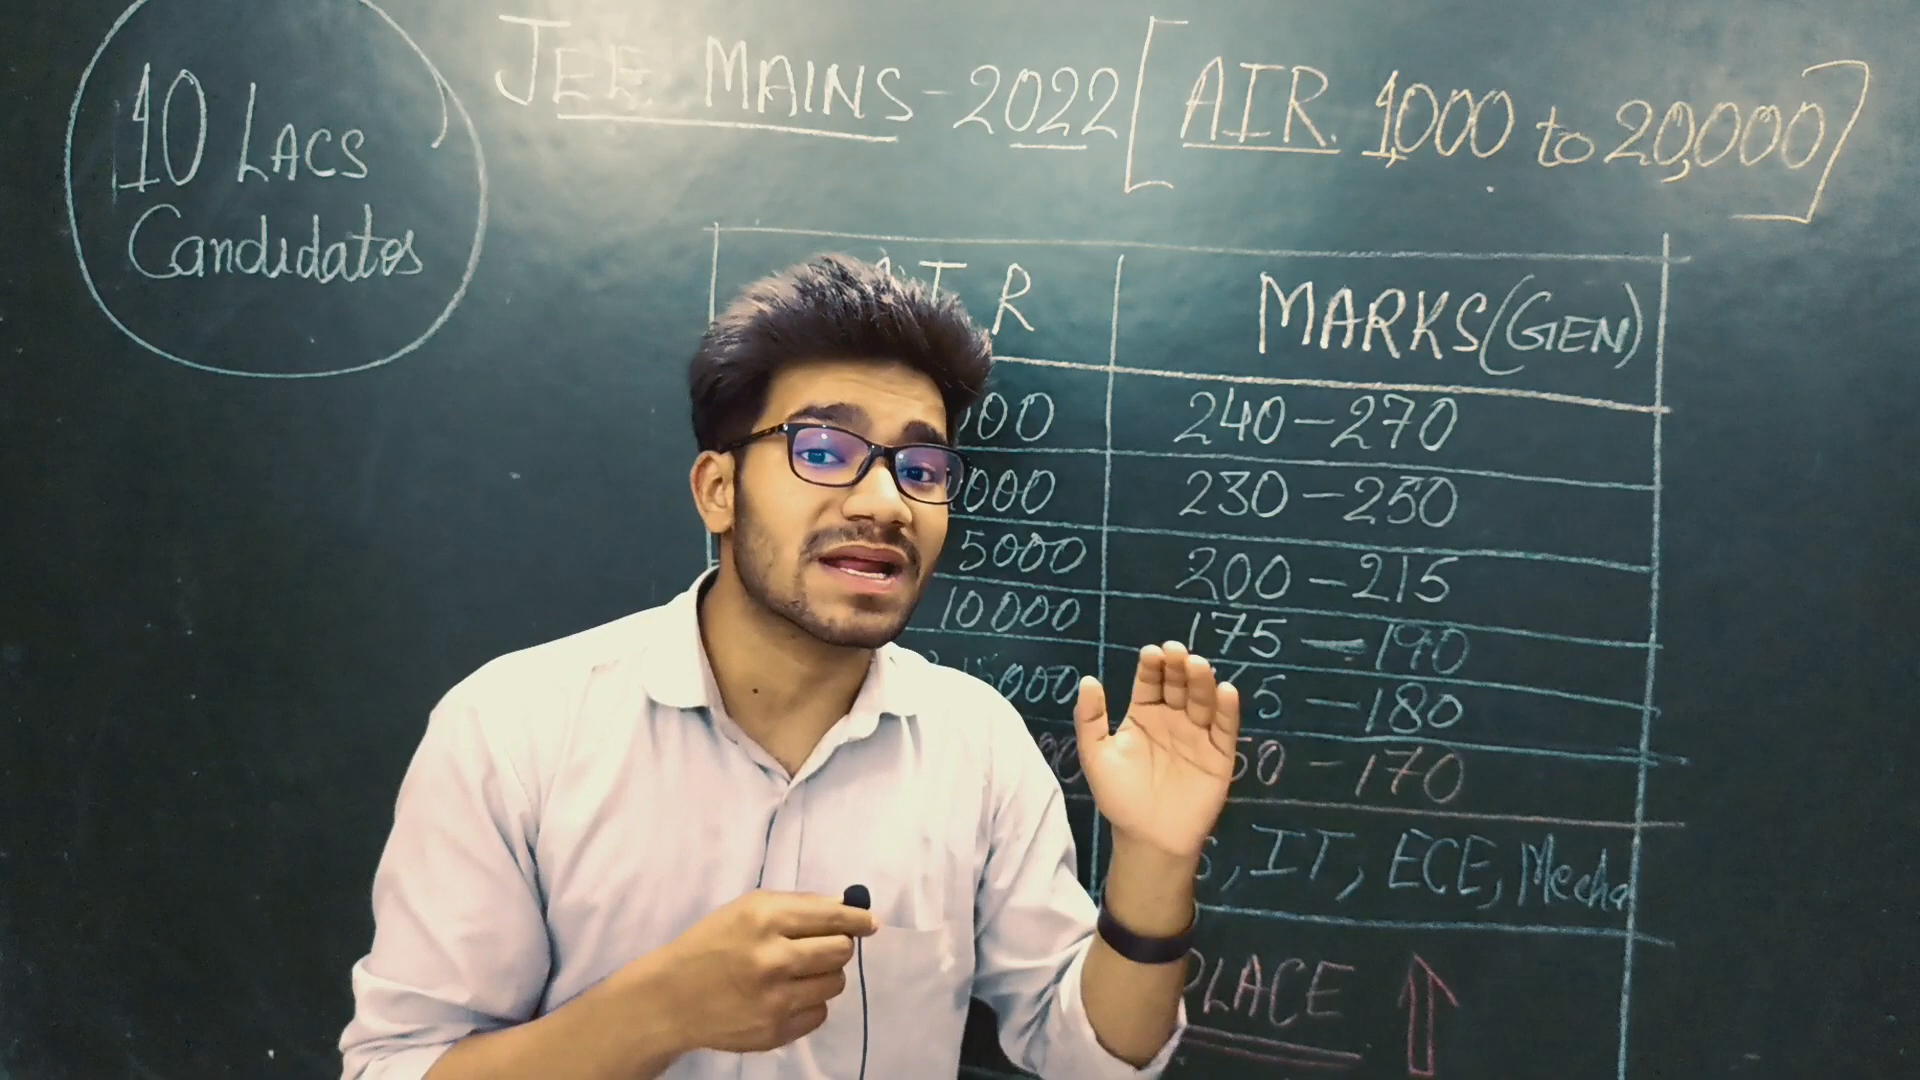 10 LACS
Candidates
JEE MAINS-2022 [AIR. 1,000 to 20,000]
MARKS (GEN)
240-270
230-250
5000 200-215
10000 175-190
180
170
, IT, ECE, Mecha
PLACE ⇑